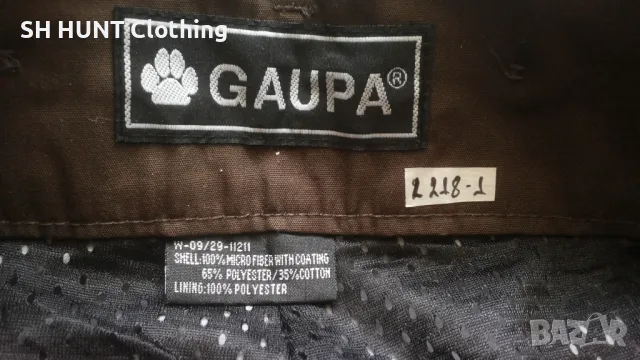 SH HUNT Clothing
GAUPA®
2218-1
W-09/29-11211
SHELL:100% MICRO FIBER WITH COATING
65% POLYESTER/35% COTTON
LINING:100% POLYESTER
BAZAR